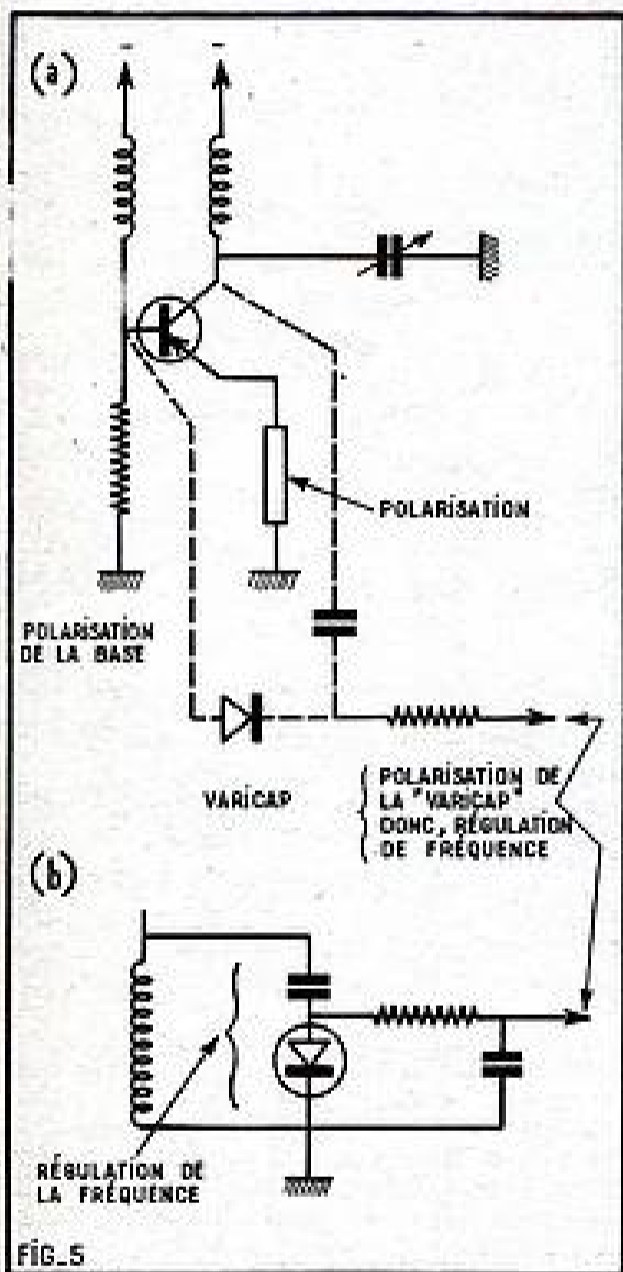 (a)
-
-
POLARiSATiON
POLARiSATiON
DE LA BASE
VARiCAP
POLARiSATiON DE
LA "VARiCAP"
DONC, RÉGULATiON
DE FRÉQUENCE
(b)
RÉGULATiON DE
LA FRÉQUENCE
FiG_5